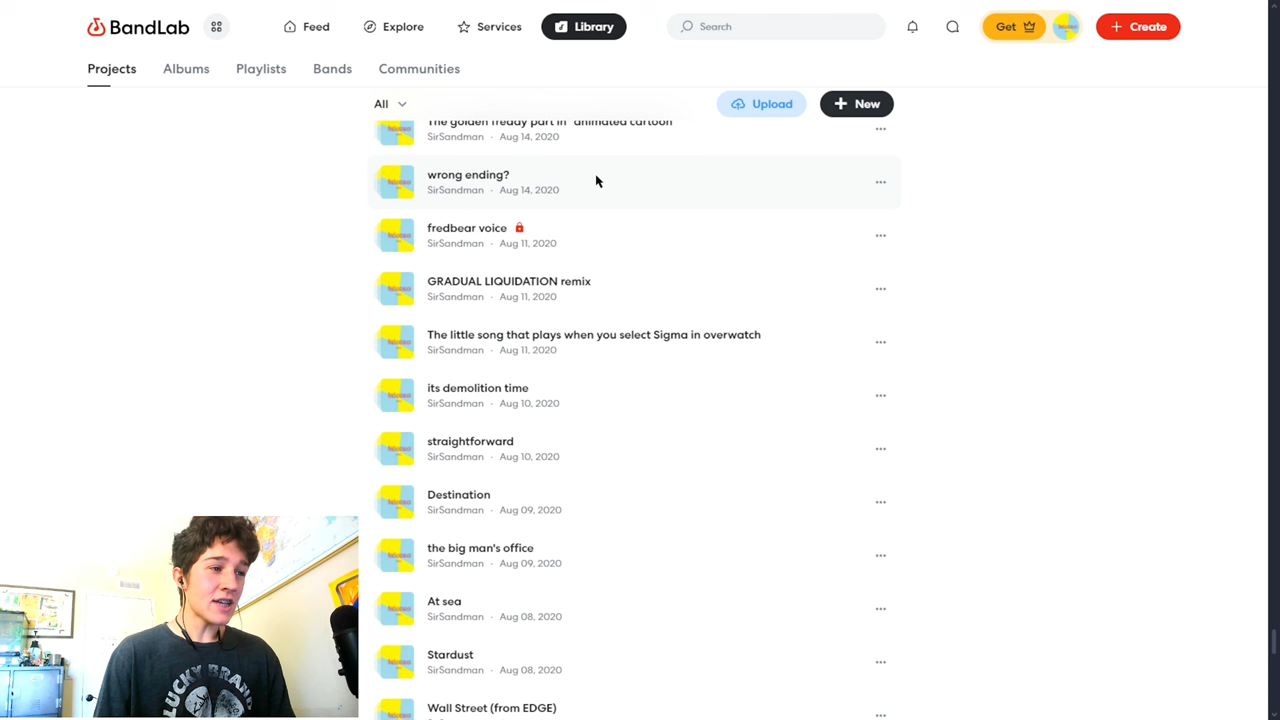 BandLab
Feed
Explore
Services
Library
Search
Get
Create
Projects
Albums
Playlists
Bands
Communities
All
Upload
New
The golden freddy part in "animated cartoon"
SirSandman · Aug 14, 2020
wrong ending?
SirSandman · Aug 14, 2020
fredbear voice
SirSandman · Aug 11, 2020
GRADUAL LIQUIDATION remix
SirSandman · Aug 11, 2020
The little song that plays when you select Sigma in overwatch
SirSandman · Aug 11, 2020
its demolition time
SirSandman · Aug 10, 2020
straightforward
SirSandman · Aug 10, 2020
Destination
SirSandman · Aug 09, 2020
the big man's office
SirSandman · Aug 09, 2020
At sea
SirSandman · Aug 08, 2020
Stardust
SirSandman · Aug 08, 2020
Wall Street (from EDGE)
LUCKY BRAN